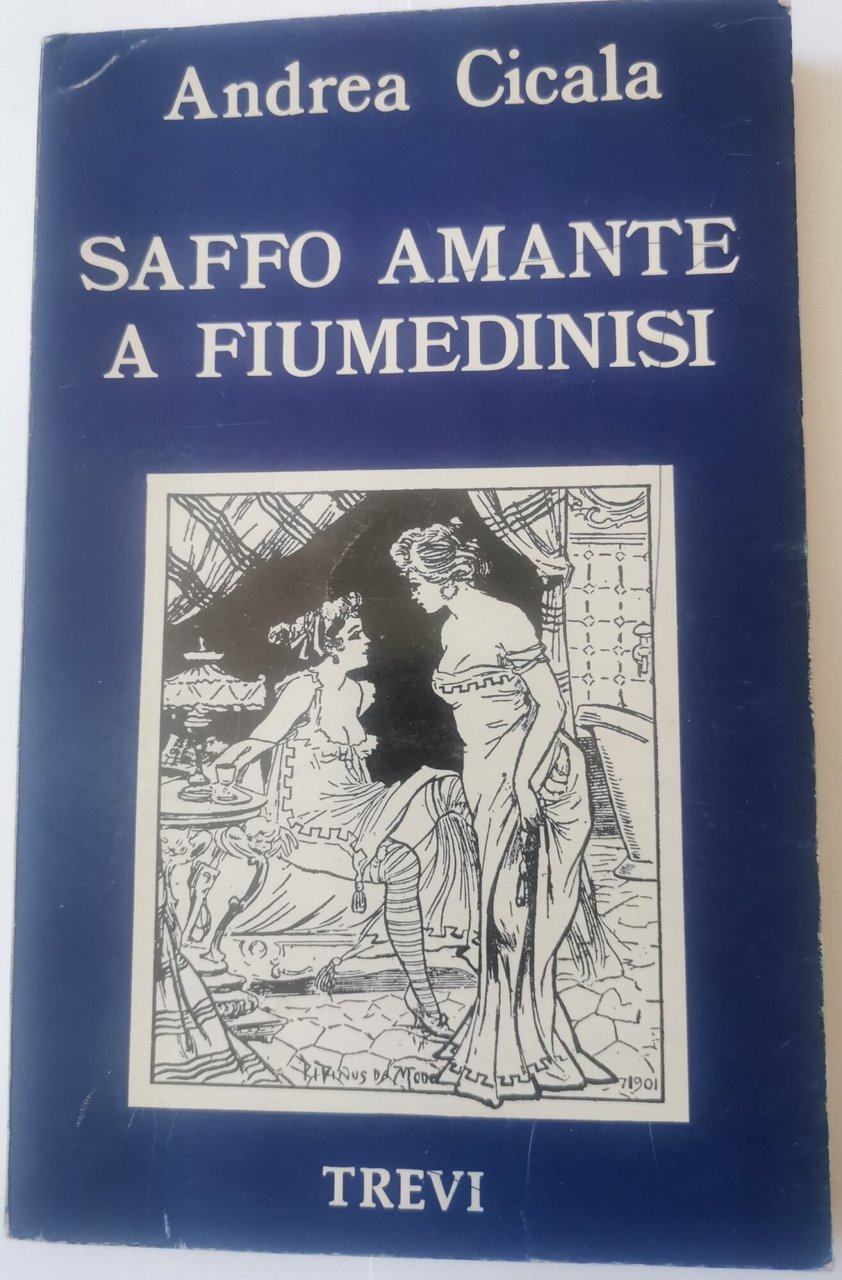 Andrea Cicala
SAFFO AMANTE
A FIUMEDINISI
1901
TREVI